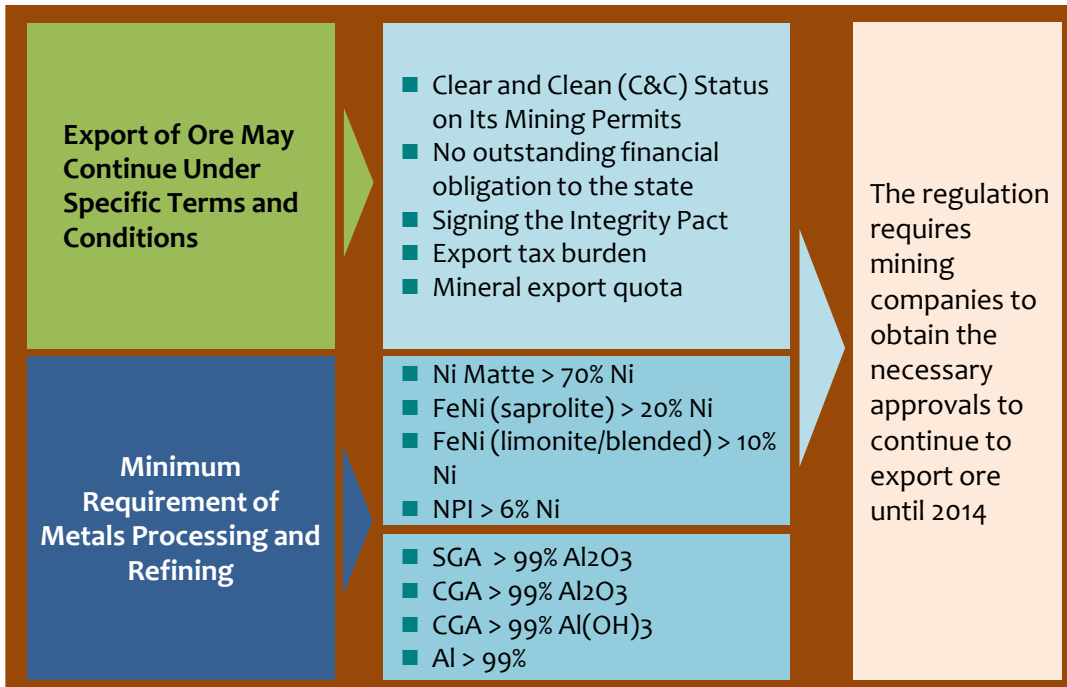 Export of Ore May
Continue Under
Specific Terms and
Conditions
Clear and Clean (C&C) Status
on Its Mining Permits
No outstanding financial
obligation to the state
Signing the Integrity Pact
Export tax burden
Mineral export quota
Minimum
Requirement of
Metals Processing and
Refining
Ni Matte > 70% Ni
FeNi (saprolite) > 20% Ni
FeNi (limonite/blended) > 10%
Ni
NPI > 6% Ni
SGA > 99% Al2O3
CGA > 99% Al2O3
CGA > 99% Al(OH)3
Al > 99%
The regulation
requires
mining
companies to
obtain the
necessary
approvals to
continue to
export ore
until 2014